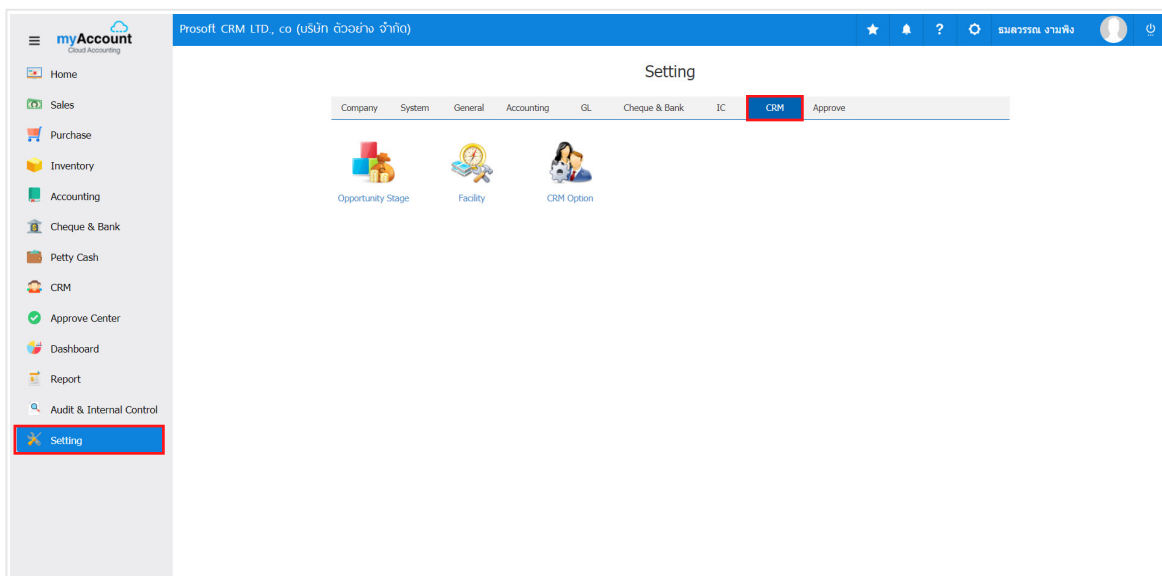 myAccount
Cloud Accounting
Prosoft CRM LTD., co (บริษัท ตัวอย่าง จำกัด)
?
ธมลวรรณ งามพิง
Home
Sales
Purchase
Inventory
Accounting
Cheque & Bank
Petty Cash
CRM
Approve Center
Dashboard
Report
Audit & Internal Control
Setting
Setting
Company System General Accounting GL Cheque & Bank IC CRM Approve
Opportunity Stage Facility CRM Option